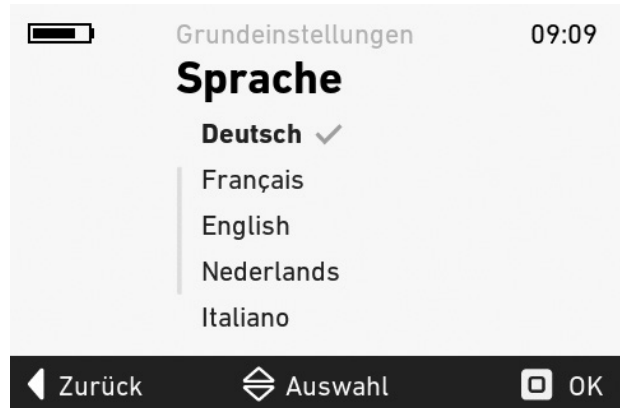 Grundeinstellungen 09:09
Sprache
Deutsch
Français
English
Nederlands
Italiano
Zurück Auswahl OK